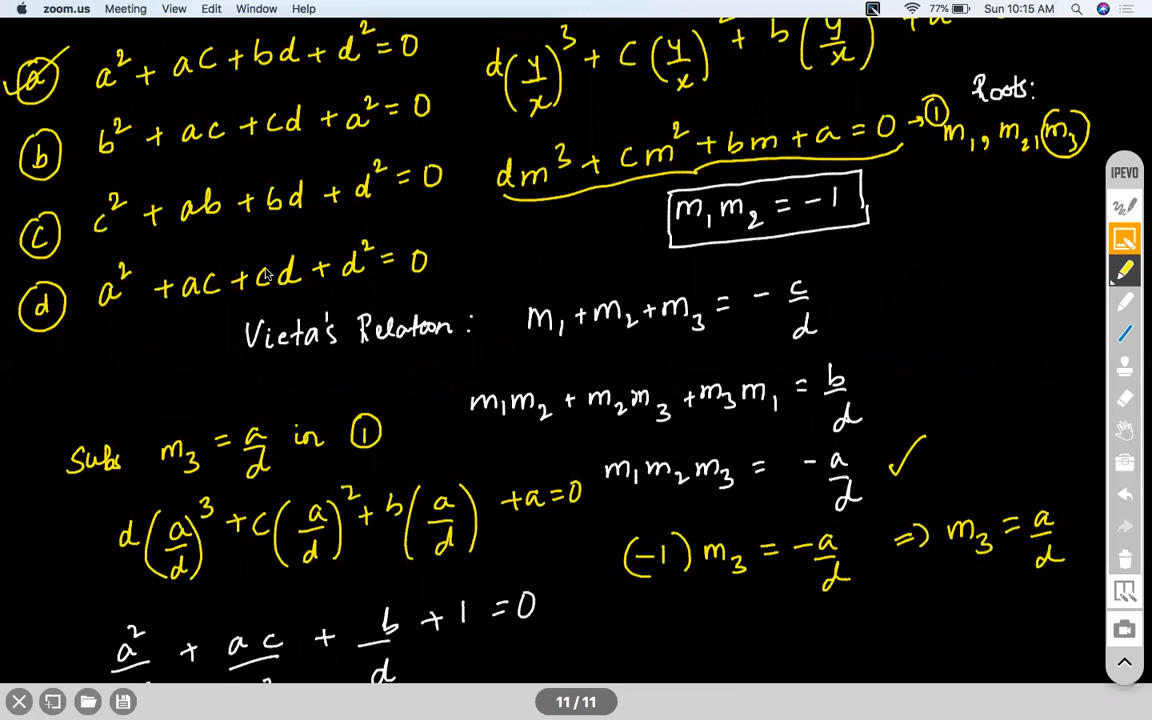 zoom.us Meeting View Edit Window Help 77% Sun 10:15 AM
(a) a² + ac + bd + d² = 0
d(y/x)³ + c(y/x)² + b(y/x) + a
(b) b² + ac + cd + a² = 0
Roots:
dm³ + cm² + bm + a = 0 → ① m₁, m₂, m₃
(c) c² + ab + bd + d² = 0
m₁m₂ = -1
(d) a² + ac + cd + d² = 0
Vieta's Relatoon : m₁ + m₂ + m₃ = - c/d
m₁m₂ + m₂m₃ + m₃m₁ = b/d
Subs m₃ = a/d in ①
m₁m₂m₃ = - a/d ✓
d(a/d)³ + c(a/d)² + b(a/d) + a = 0
(-1) m₃ = -a/d => m₃ = a/d
a² + ac + b/d + 1 = 0
IPEVO
11/11